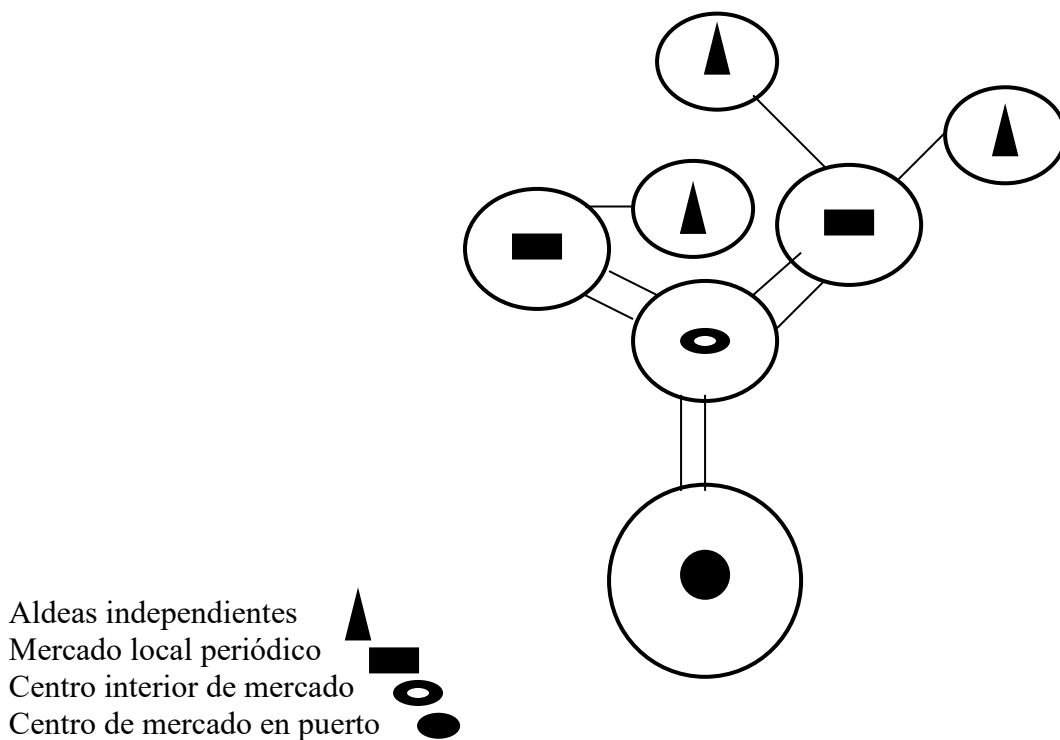 Aldeas independientes
Mercado local periódico
Centro interior de mercado
Centro de mercado en puerto